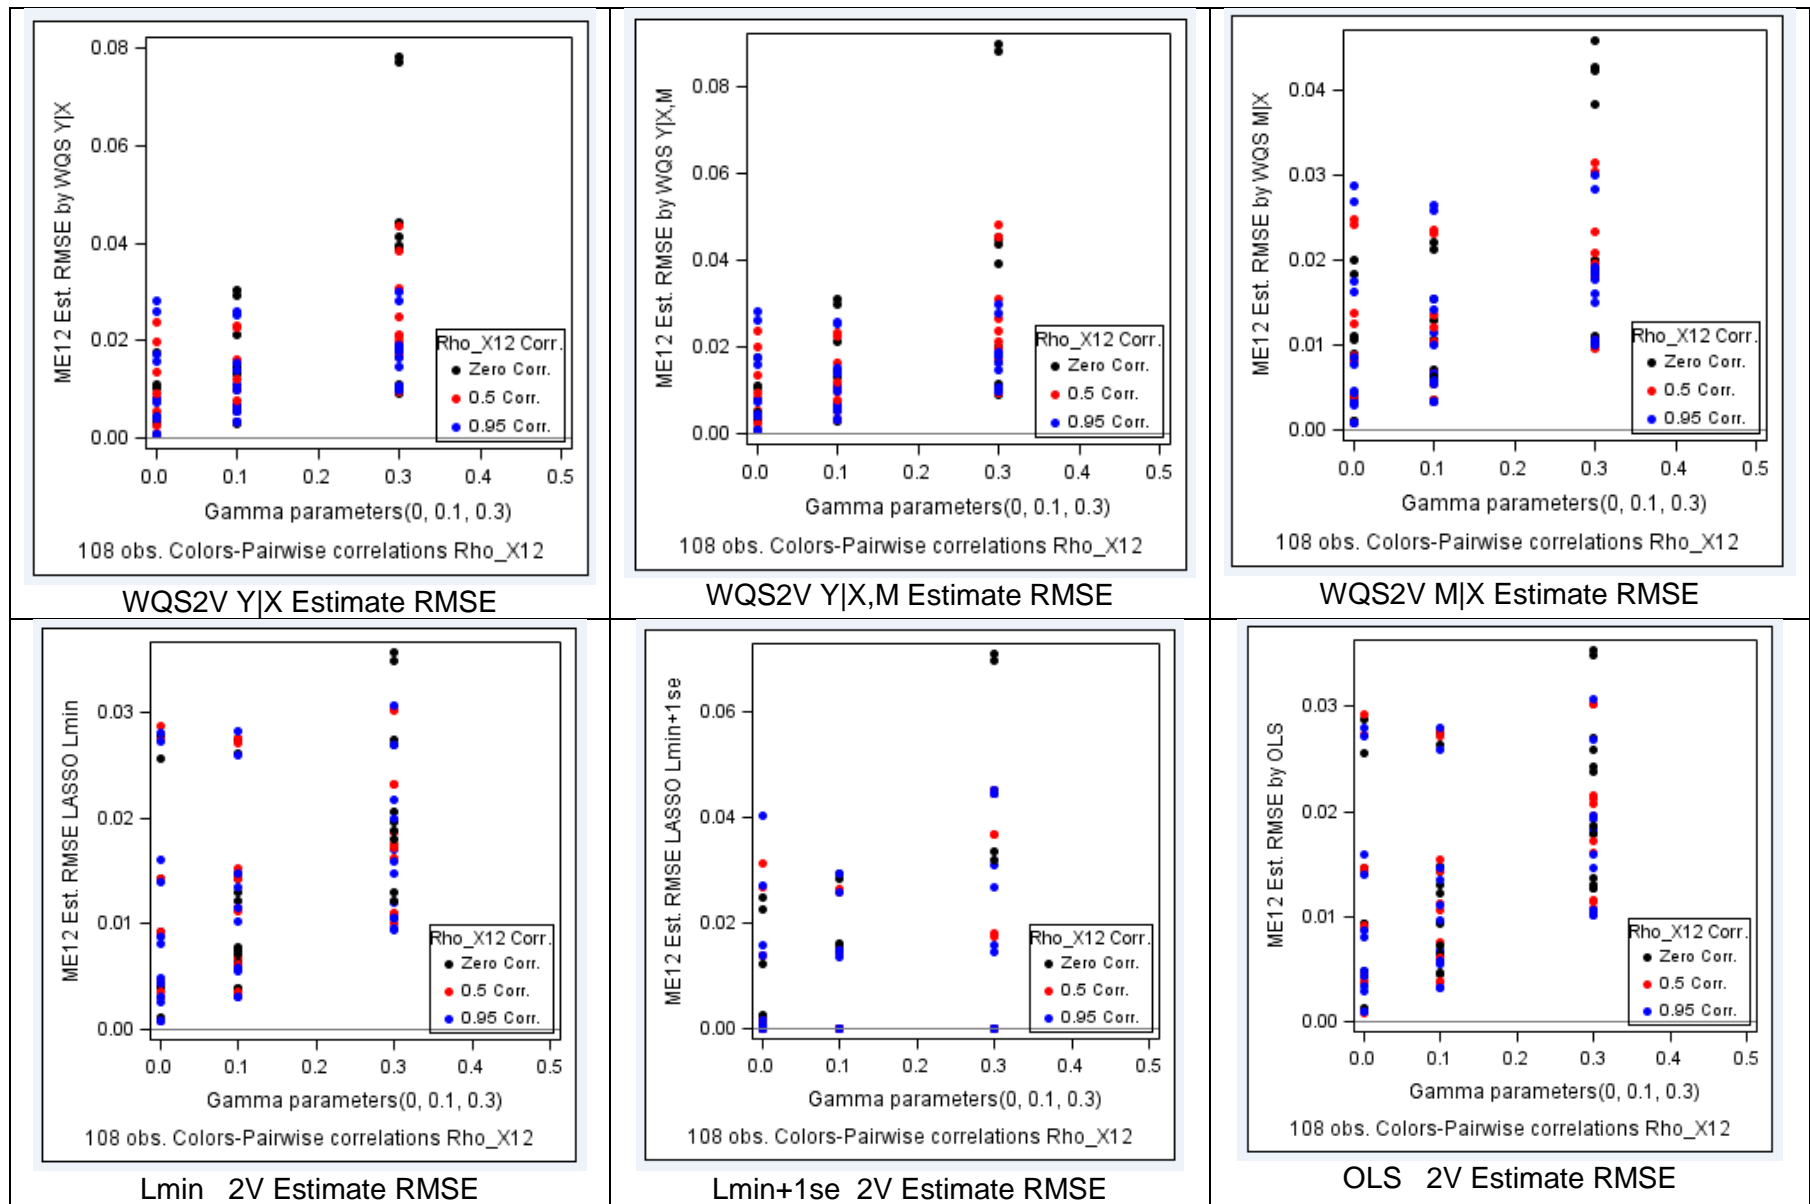 ME12 Est. RMSE by WQS Y|X
0.08
0.06
0.04
0.02
0.00
0.0 0.1 0.2 0.3 0.4 0.5
Gamma parameters(0, 0.1, 0.3)
108 obs. Colors-Pairwise correlations Rho_X12
Rho_X12 Corr.
Zero Corr.
0.5 Corr.
0.95 Corr.
WQS2V Y|X Estimate RMSE
ME12 Est. RMSE by WQS Y|X,M
0.08
0.06
0.04
0.02
0.00
0.0 0.1 0.2 0.3 0.4 0.5
Gamma parameters(0, 0.1, 0.3)
108 obs. Colors-Pairwise correlations Rho_X12
Rho_X12 Corr.
Zero Corr.
0.5 Corr.
0.95 Corr.
WQS2V Y|X,M Estimate RMSE
ME12 Est. RMSE by WQS M|X
0.04
0.03
0.02
0.01
0.00
0.0 0.1 0.2 0.3 0.4 0.5
Gamma parameters(0, 0.1, 0.3)
108 obs. Colors-Pairwise correlations Rho_X12
Rho_X12 Corr.
Zero Corr.
0.5 Corr.
0.95 Corr.
WQS2V M|X Estimate RMSE
ME12 Est. RMSE LASSO Lmin
0.03
0.02
0.01
0.00
0.0 0.1 0.2 0.3 0.4 0.5
Gamma parameters(0, 0.1, 0.3)
108 obs. Colors-Pairwise correlations Rho_X12
Rho_X12 Corr.
Zero Corr.
0.5 Corr.
0.95 Corr.
Lmin 2V Estimate RMSE
ME12 Est. RMSE LASSO Lmin+1se
0.06
0.04
0.02
0.00
0.0 0.1 0.2 0.3 0.4 0.5
Gamma parameters(0, 0.1, 0.3)
108 obs. Colors-Pairwise correlations Rho_X12
Rho_X12 Corr.
Zero Corr.
0.5 Corr.
0.95 Corr.
Lmin+1se 2V Estimate RMSE
ME12 Est. RMSE by OLS
0.03
0.02
0.01
0.00
0.0 0.1 0.2 0.3 0.4 0.5
Gamma parameters(0, 0.1, 0.3)
108 obs. Colors-Pairwise correlations Rho_X12
Rho_X12 Corr.
Zero Corr.
0.5 Corr.
0.95 Corr.
OLS 2V Estimate RMSE